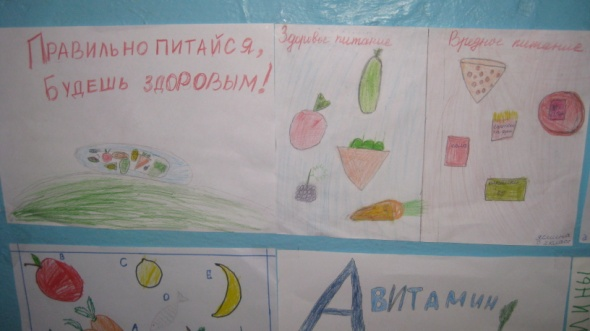 Правильно питайся,
Будешь здоровым!
Здоровое питание
Вредное питание
B
C
E
D
A
А витамин